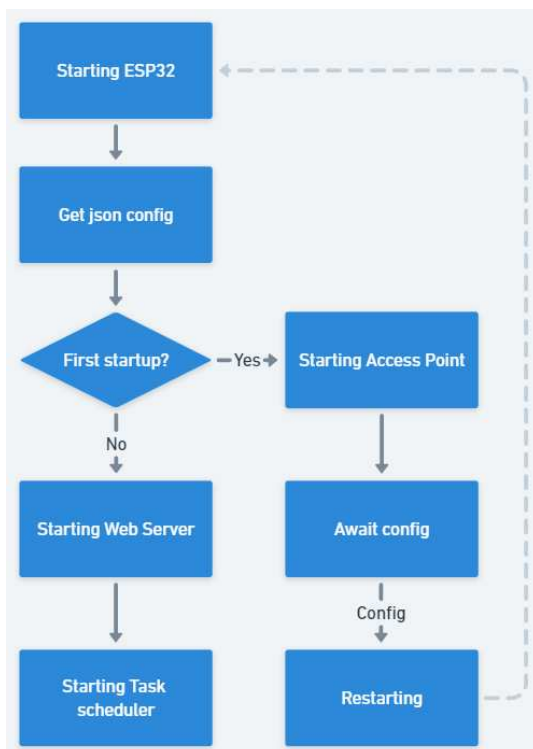 Starting ESP32
Get json config
First startup?
Yes
Starting Access Point
No
Starting Web Server
Await config
Config
Starting Task
scheduler
Restarting